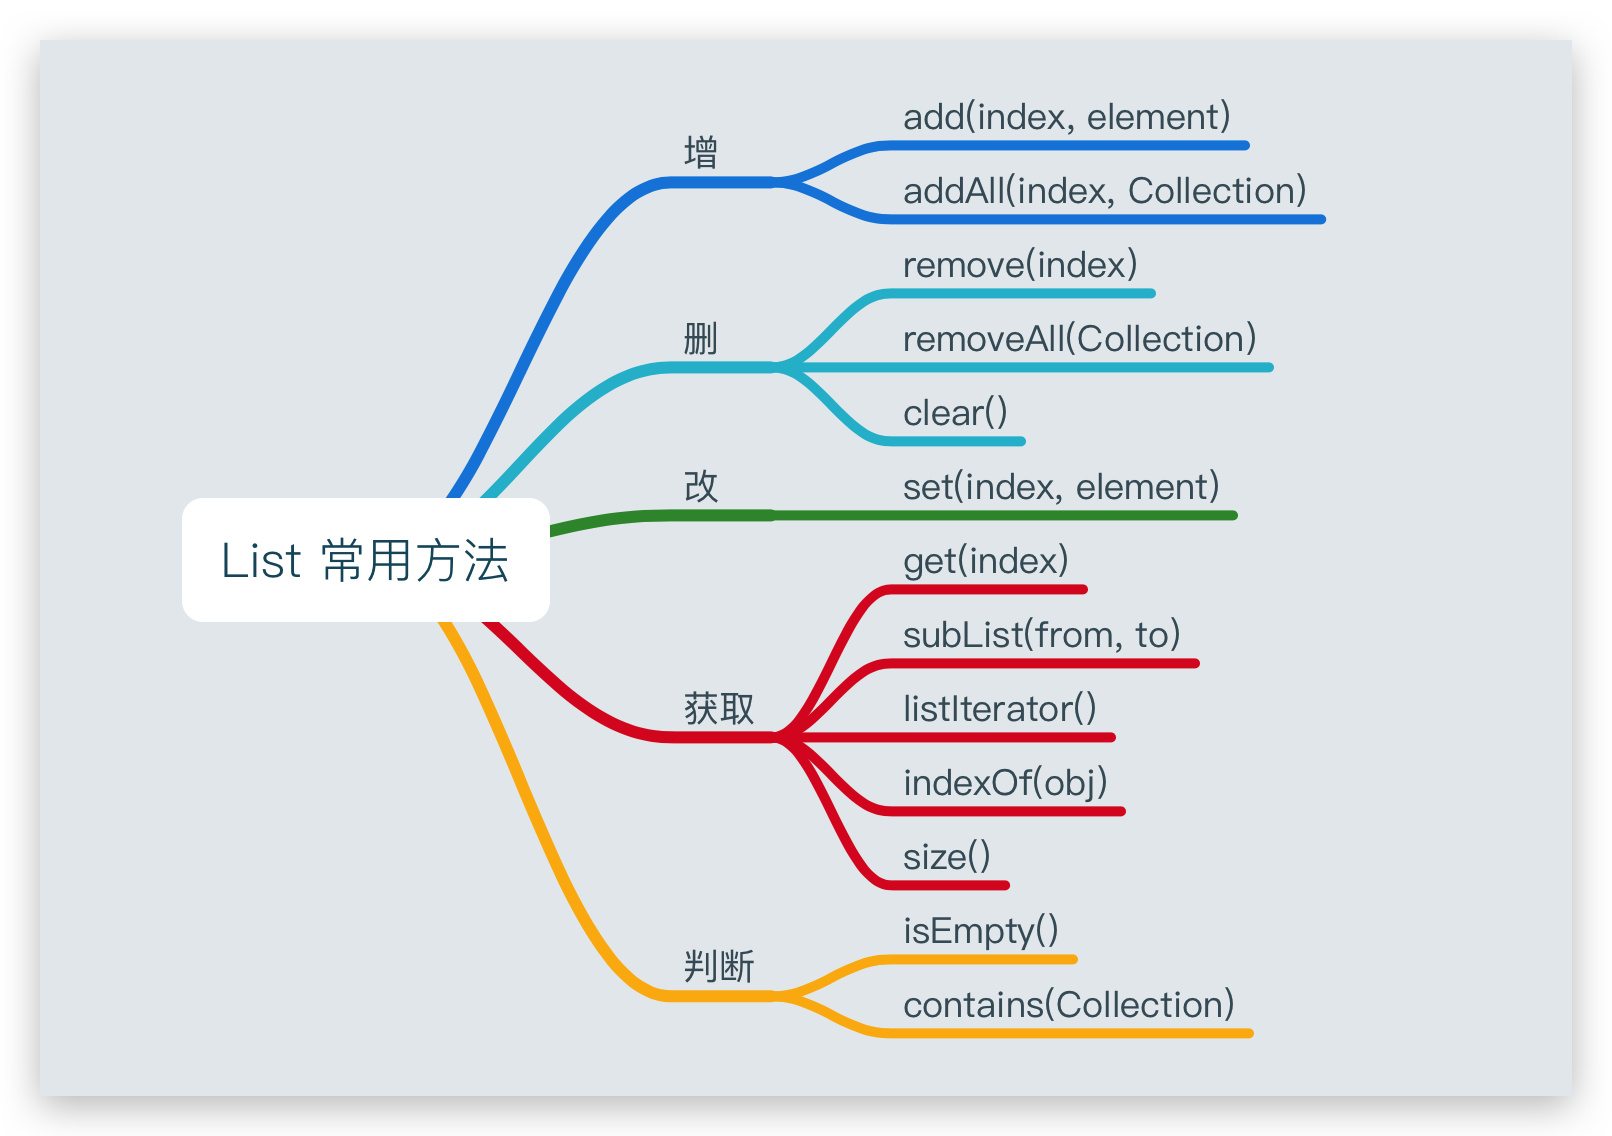 List 常用方法
增
add(index, element)
addAll(index, Collection)
删
remove(index)
removeAll(Collection)
clear()
改
set(index, element)
获取
get(index)
subList(from, to)
listIterator()
indexOf(obj)
size()
判断
isEmpty()
contains(Collection)